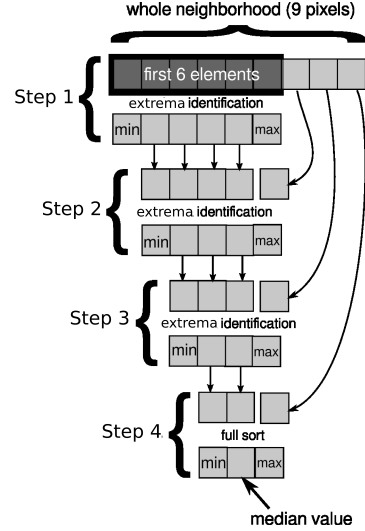 whole neighborhood (9 pixels)
first 6 elements
Step 1
extrema identification
min max
Step 2
extrema identification
min max
Step 3
extrema identification
min max
Step 4
full sort
min max
median value